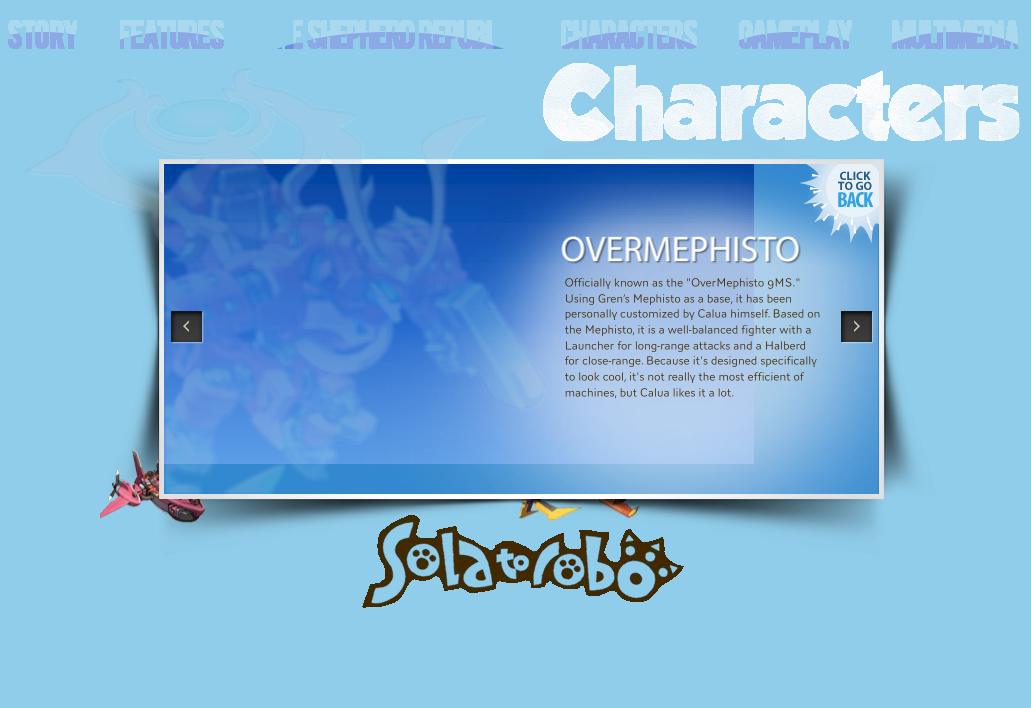 STORY FEATURES E SHEPHERD REPUBL CHARACTERS GAMEPLAY MULTIMEDIA
Characters
CLICK
TO GO
BACK
OVERMEPHISTO
Officially known as the "OverMephisto 9MS."
Using Gren's Mephisto as a base, it has been
personally customized by Calua himself. Based on
the Mephisto, it is a well-balanced fighter with a
Launcher for long-range attacks and a Halberd
for close-range. Because it's designed specifically
to look cool, it's not really the most efficient of
machines, but Calua likes it a lot.
Solatorobo